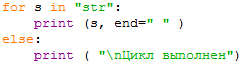 for s in "str":
    print (s, end=" " )
else:
    print ( "\nЦикл выполнен")